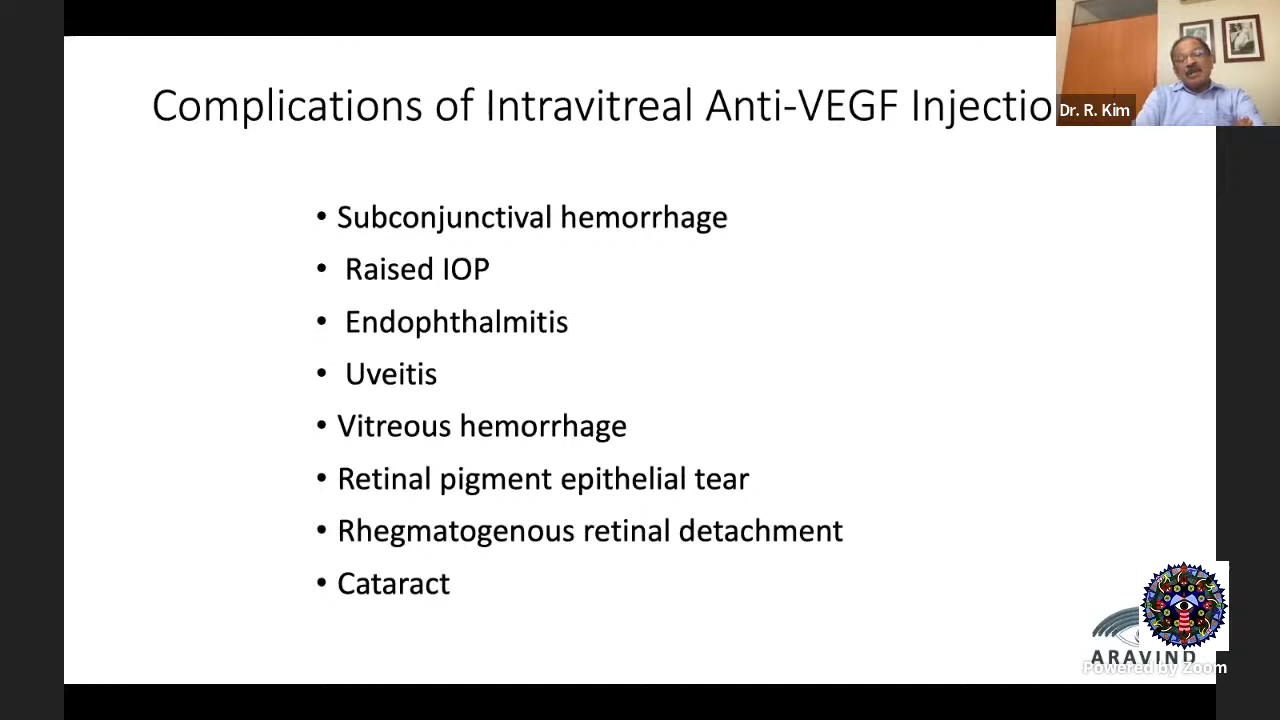 Complications of Intravitreal Anti-VEGF Injectio
Dr. R. Kim
• Subconjunctival hemorrhage
• Raised IOP
• Endophthalmitis
• Uveitis
• Vitreous hemorrhage
• Retinal pigment epithelial tear
• Rhegmatogenous retinal detachment
• Cataract
ARAVIND
Powered by Zoom